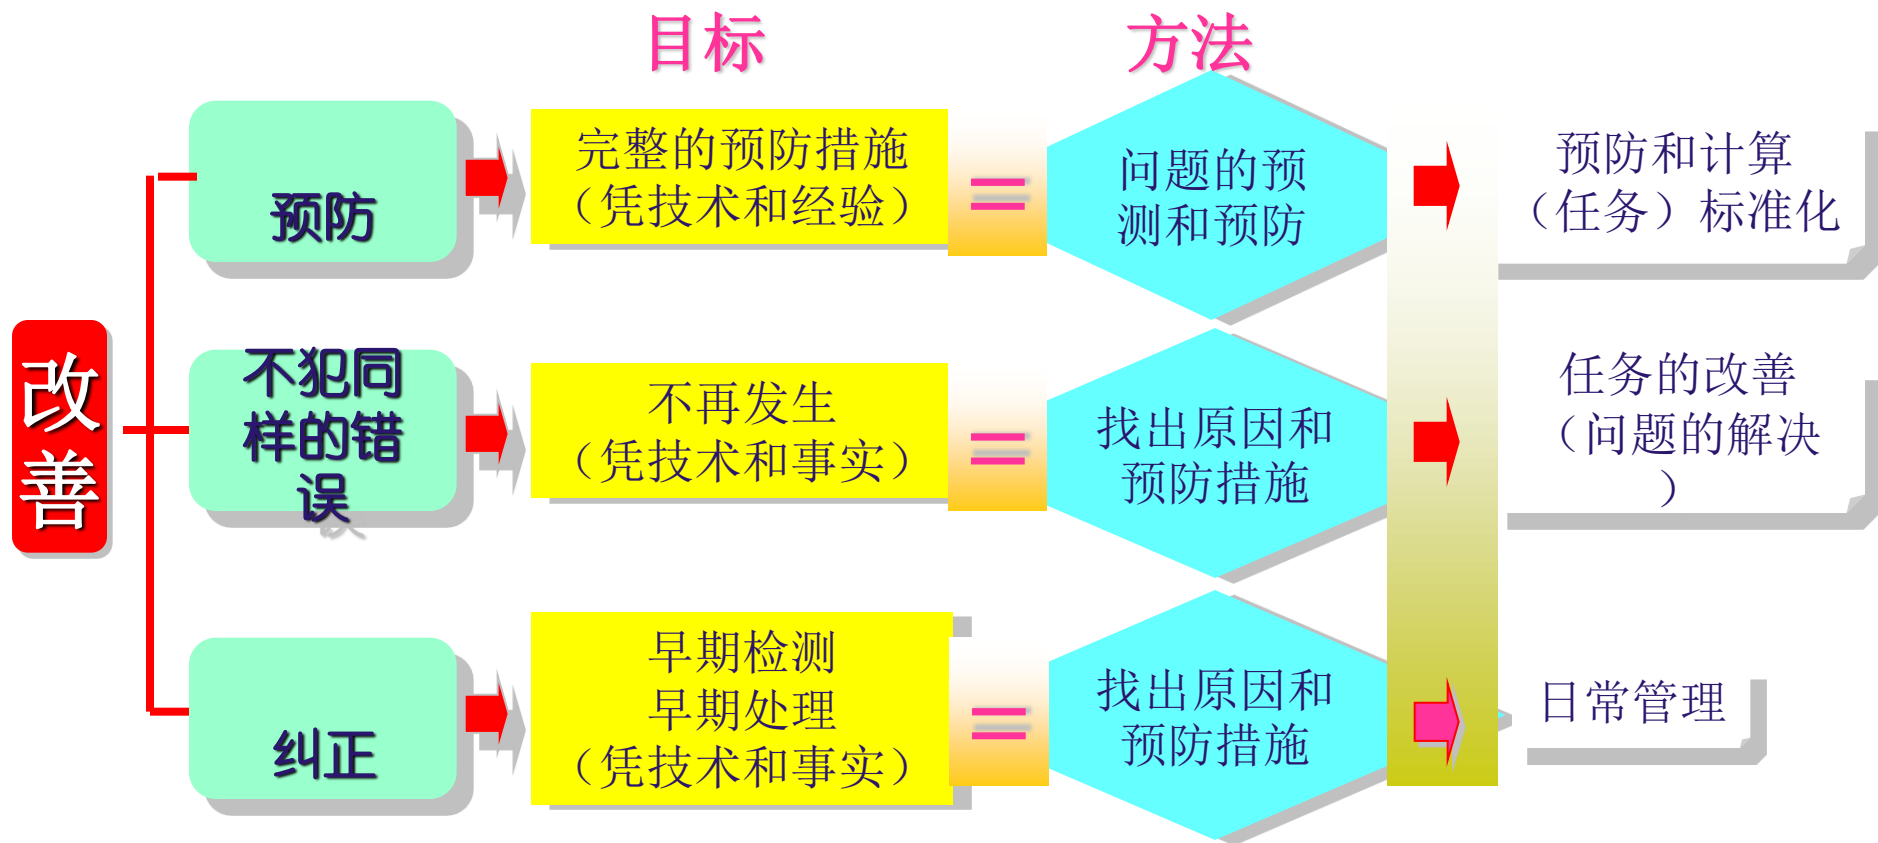 目标
方法
改
善
预防
完整的预防措施
（凭技术和经验）
=
问题的预
测和预防
预防和计算
（任务）标准化
不犯同
样的错
误
不再发生
（凭技术和事实）
=
找出原因和
预防措施
任务的改善
（问题的解决
）
纠正
早期检测
早期处理
（凭技术和事实）
=
找出原因和
预防措施
日常管理